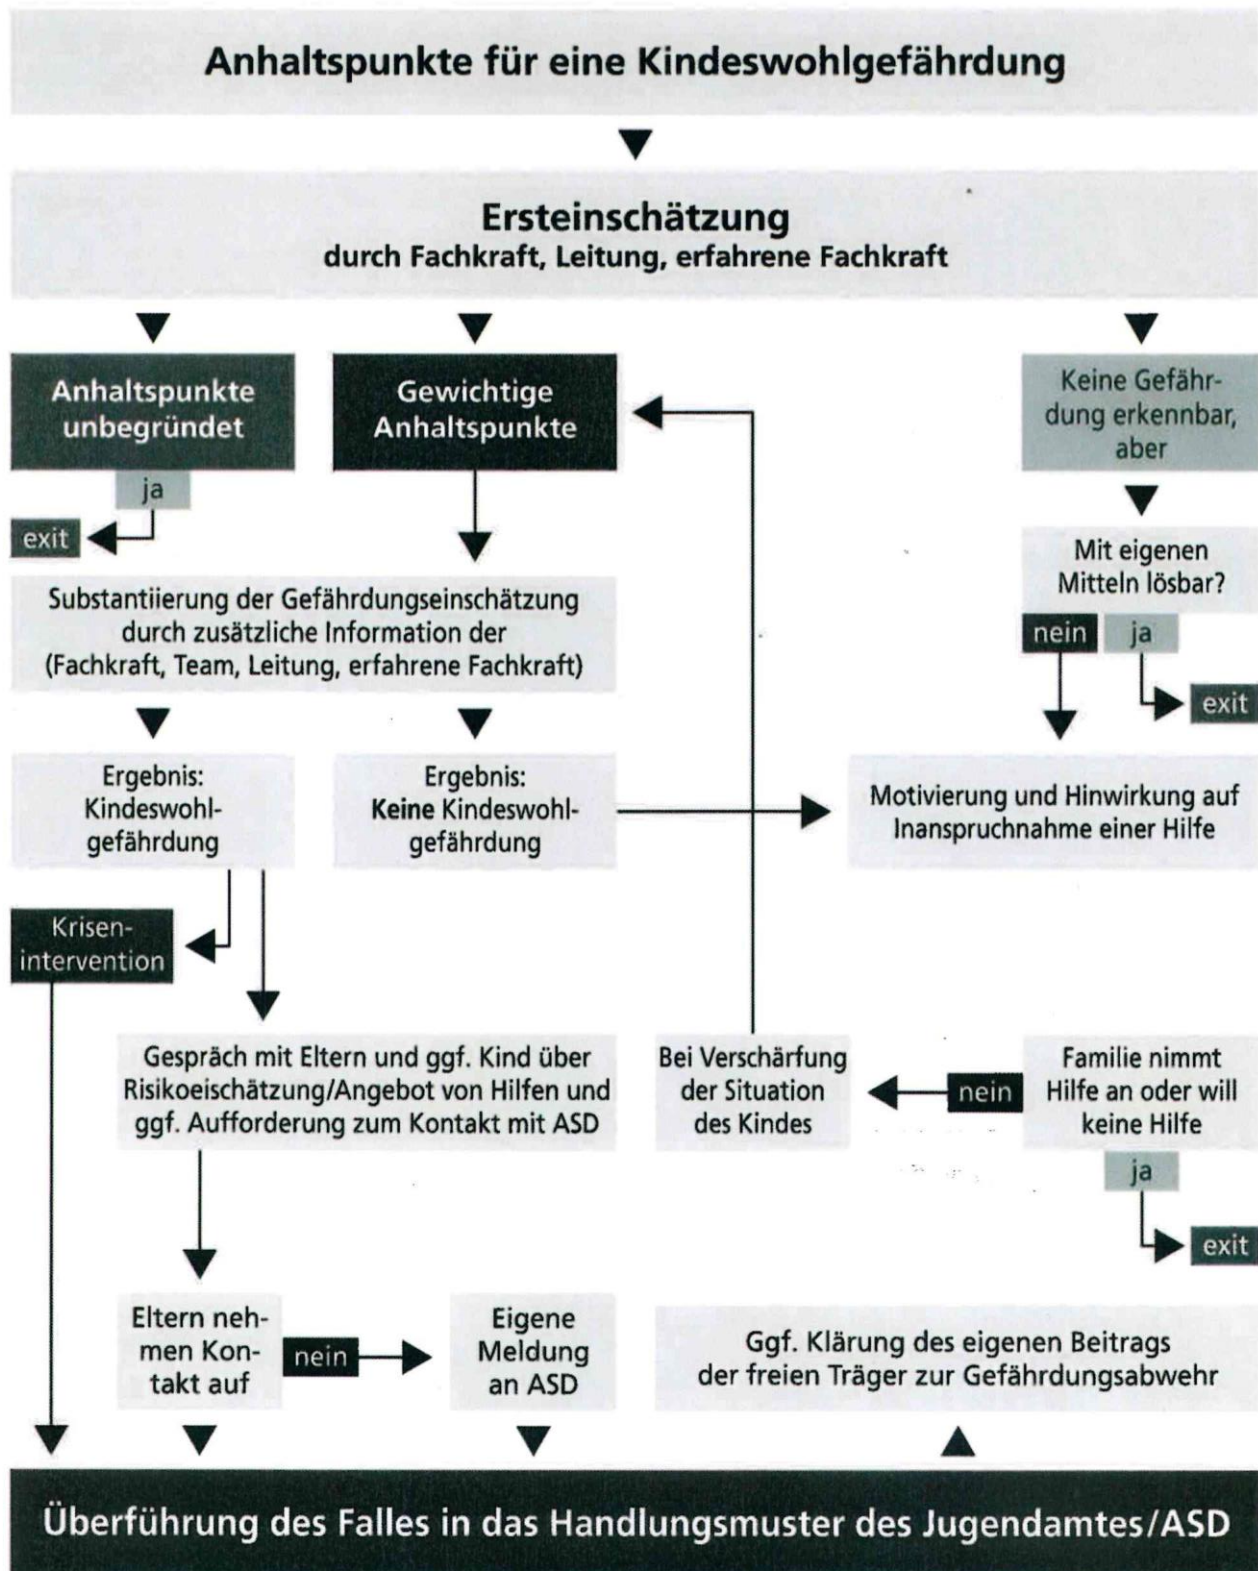 Anhaltspunkte für eine Kindeswohlgefährdung
Ersteinschätzung
durch Fachkraft, Leitung, erfahrene Fachkraft
Anhaltspunkte
unbegründet
ja
exit
Gewichtige
Anhaltspunkte
Keine Gefähr-
dung erkennbar,
aber
Mit eigenen
Mitteln lösbar?
nein
ja
exit
Substantiierung der Gefährdungseinschätzung
durch zusätzliche Information der
(Fachkraft, Team, Leitung, erfahrene Fachkraft)
Ergebnis:
Kindeswohl-
gefährdung
Ergebnis:
Keine Kindeswohl-
gefährdung
Motivierung und Hinwirkung auf
Inanspruchnahme einer Hilfe
Krisen-
intervention
Gespräch mit Eltern und ggf. Kind über
Risikoeischätzung/Angebot von Hilfen und
ggf. Aufforderung zum Kontakt mit ASD
Bei Verschärfung
der Situation
des Kindes
nein
Familie nimmt
Hilfe an oder will
keine Hilfe
ja
exit
Eltern neh-
men Kon-
takt auf
nein
Eigene
Meldung
an ASD
Ggf. Klärung des eigenen Beitrags
der freien Träger zur Gefährdungsabwehr
Überführung des Falles in das Handlungsmuster des Jugendamtes/ASD